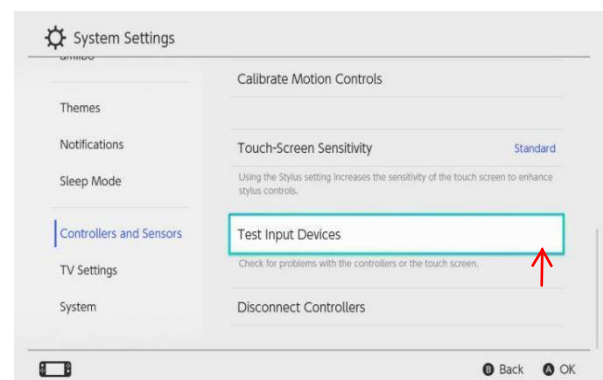 System Settings
amiibo
Themes
Notifications
Sleep Mode
Controllers and Sensors
TV Settings
System
Calibrate Motion Controls
Touch-Screen Sensitivity Standard
Using the Stylus setting increases the sensitivity of the touch screen to enhance
stylus controls.
Test Input Devices
Check for problems with the controllers or the touch screen.
Disconnect Controllers
B Back A OK